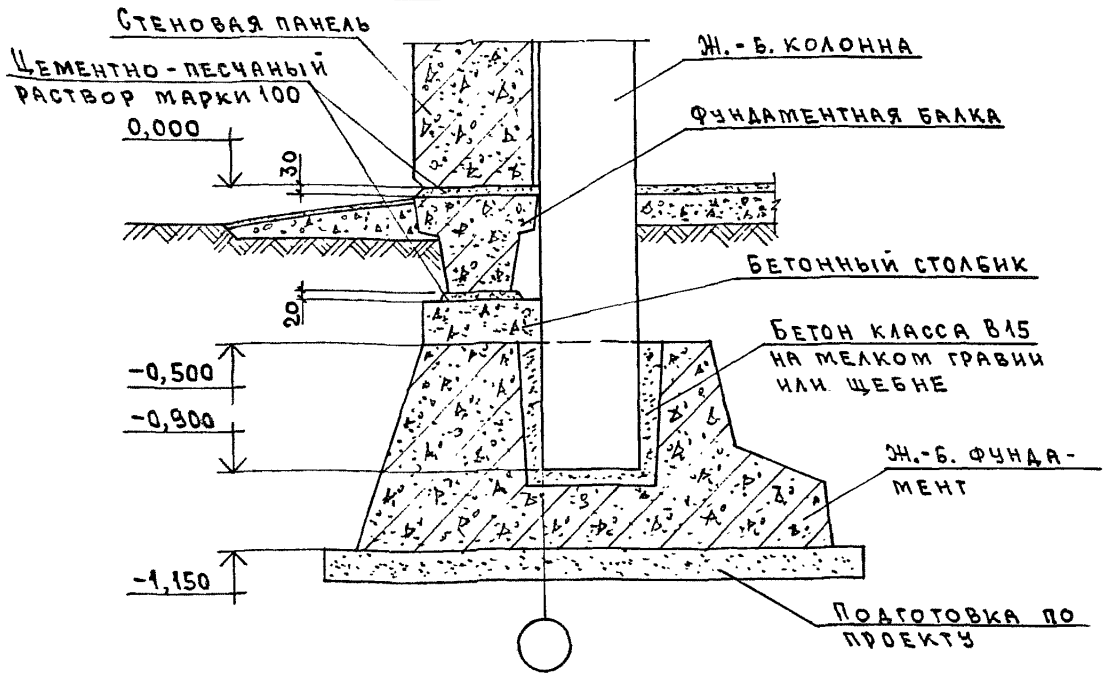 Стеновая панель
Цементно-песчаный
раствор марки 100
0,000
30
Ж.-б. колонна
Фундаментная балка
Бетонный столбик
20
Бетон класса В15
на мелком гравии
или щебне
-0,500
-0,900
Ж.-б. фунда-
мент
-1,150
Подготовка по
проекту